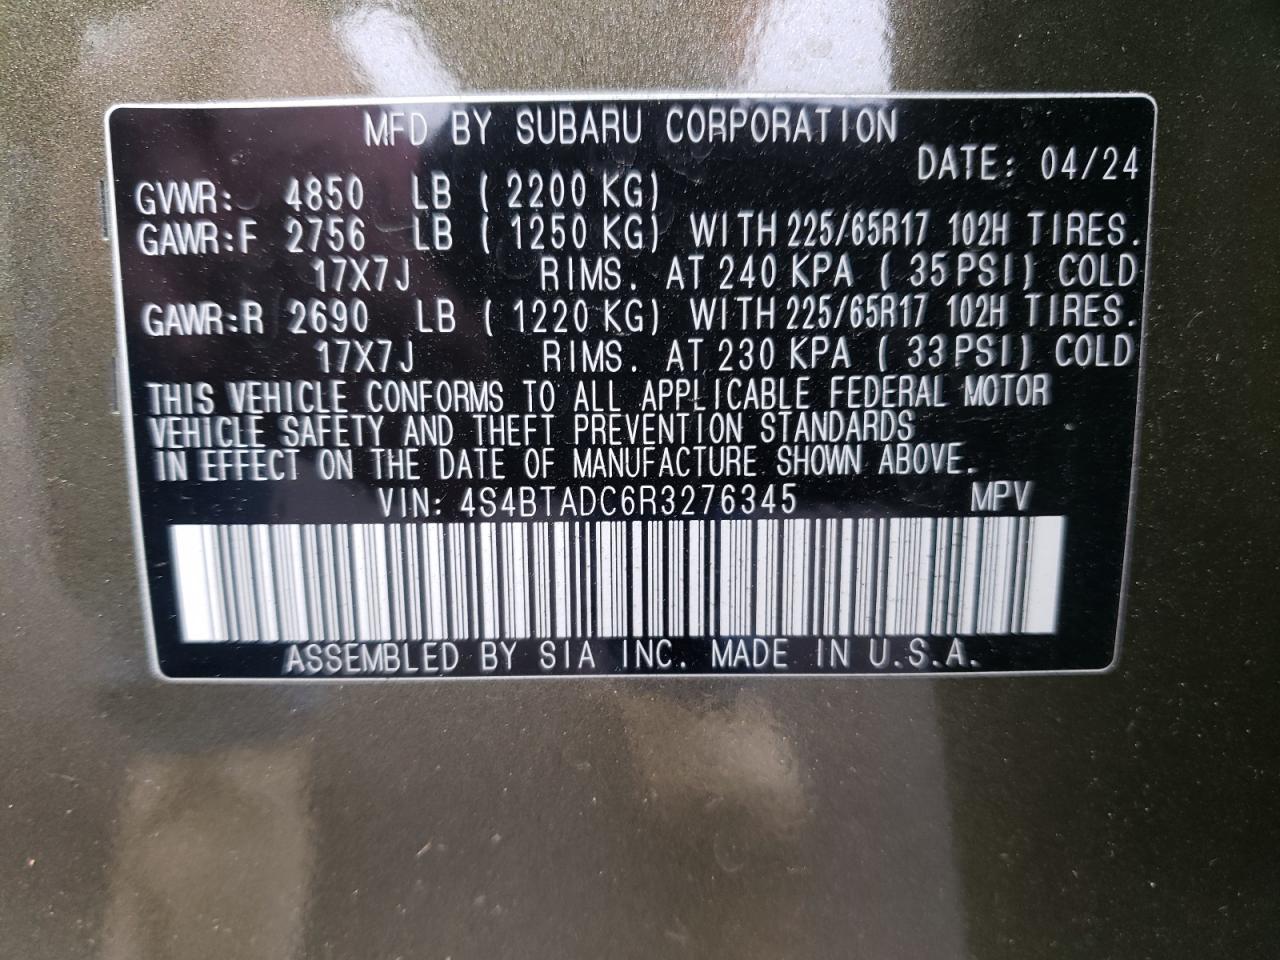 MFD BY SUBARU CORPORATION
DATE: 04/24
GVWR: 4850 LB ( 2200 KG)
GAWR:F 2756 LB ( 1250 KG) WITH 225/65R17 102H TIRES.
17X7J RIMS. AT 240 KPA ( 35 PSI) COLD
GAWR:R 2690 LB ( 1220 KG) WITH 225/65R17 102H TIRES.
17X7J RIMS. AT 230 KPA ( 33 PSI) COLD
THIS VEHICLE CONFORMS TO ALL APPLICABLE FEDERAL MOTOR
VEHICLE SAFETY AND THEFT PREVENTION STANDARDS
IN EFFECT ON THE DATE OF MANUFACTURE SHOWN ABOVE.
VIN: 4S4BTADC6R3276345 MPV
ASSEMBLED BY SIA INC. MADE IN U.S.A.